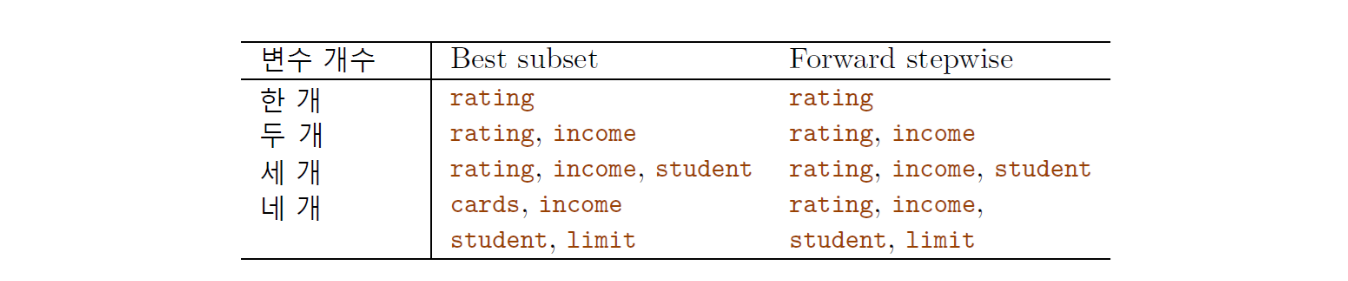 변수 개수 Best subset Forward stepwise
한 개 rating rating
두 개 rating, income rating, income
세 개 rating, income, student rating, income, student
네 개 cards, income rating, income,
student, limit student, limit